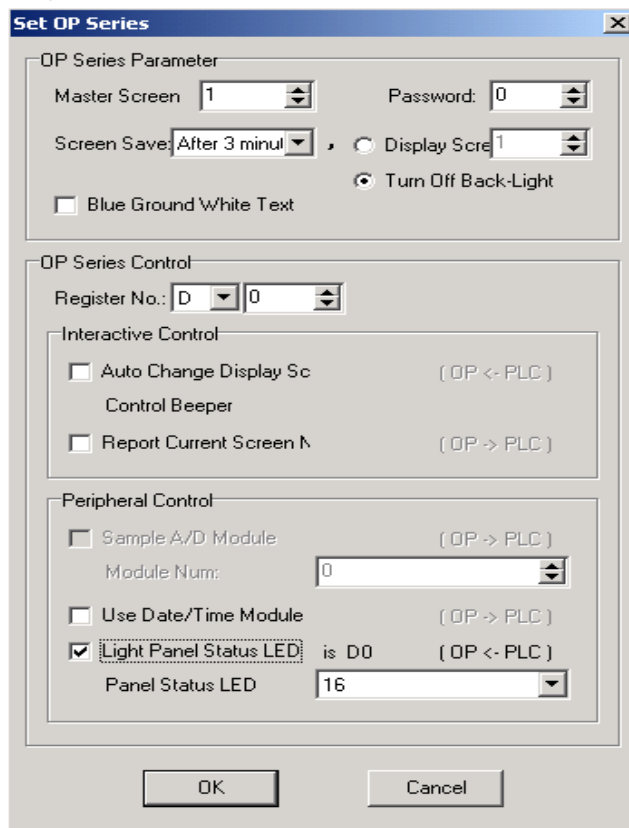 Set OP Series
OP Series Parameter
Master Screen 1 Password: 0
Screen Save: After 3 minu , Display Scre 1
Turn Off Back-Light
Blue Ground White Text
OP Series Control
Register No.: D 0
Interactive Control
Auto Change Display Sc ( OP <- PLC )
Control Beeper
Report Current Screen N ( OP -> PLC )
Peripheral Control
Sample A/D Module ( OP -> PLC )
Module Num: 0
Use Date/Time Module ( OP -> PLC )
Light Panel Status LED is D0 ( OP <- PLC )
Panel Status LED 16
OK Cancel